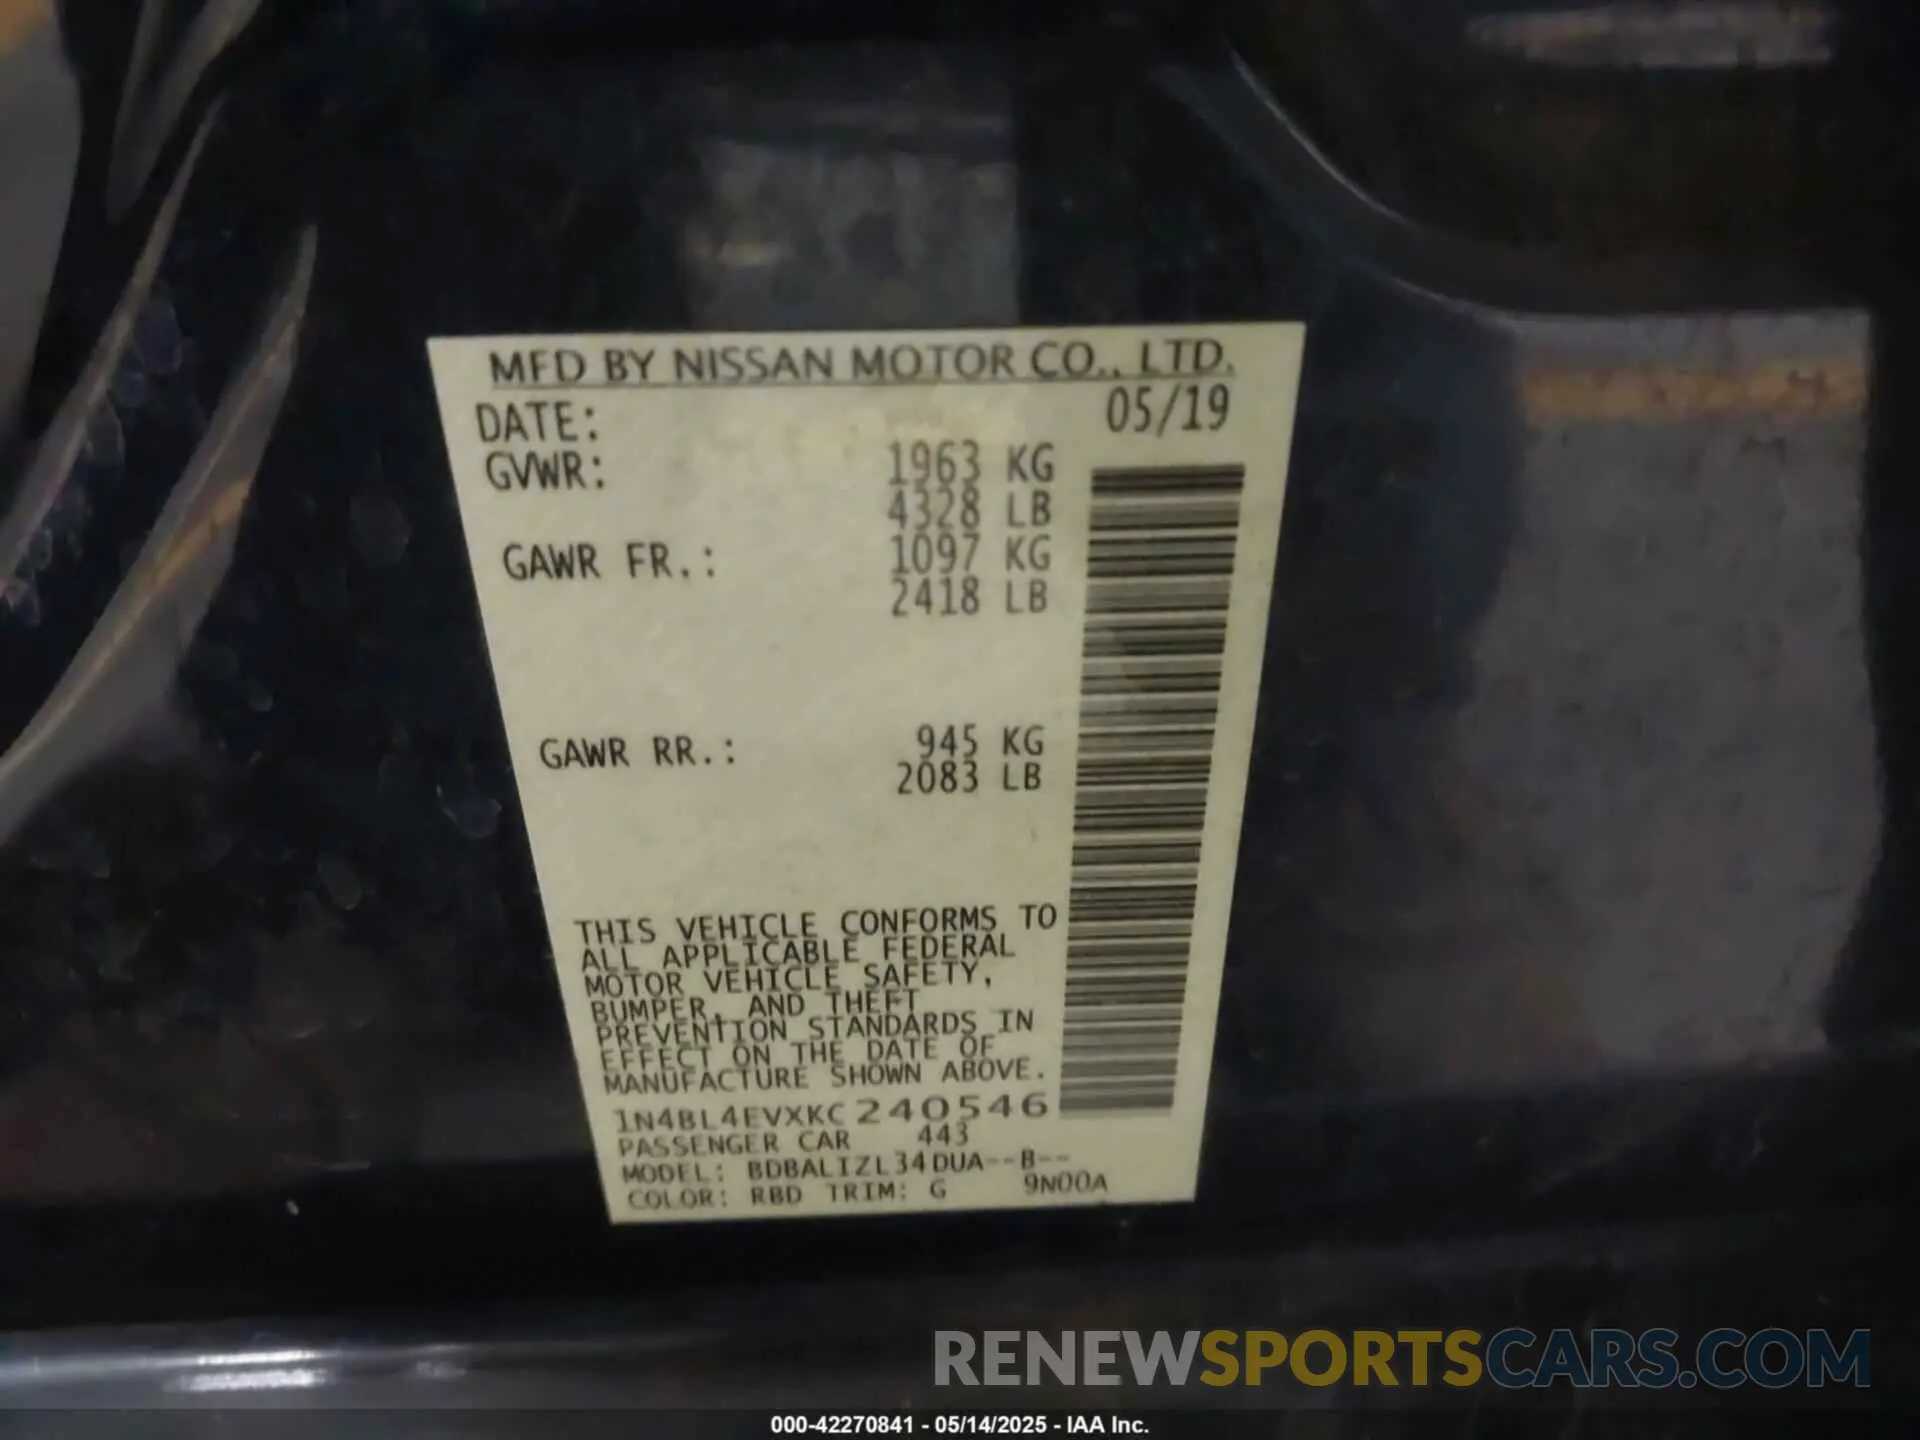 MFD BY NISSAN MOTOR CO., LTD.
DATE: 05/19
GVWR: 1963 KG
4328 LB
GAWR FR.: 1097 KG
2418 LB
GAWR RR.: 945 KG
2083 LB
THIS VEHICLE CONFORMS TO
ALL APPLICABLE FEDERAL
MOTOR VEHICLE SAFETY,
BUMPER, AND THEFT
PREVENTION STANDARDS IN
EFFECT ON THE DATE OF
MANUFACTURE SHOWN ABOVE.
1N4BL4EVXKC240546
PASSENGER CAR 443
MODEL: BDBALIZL34DUA--B--
COLOR: RBD TRIM: G 9N00A
RENEWSPORTSCARS.COM
000-42270841 - 05/14/2025 - IAA Inc.